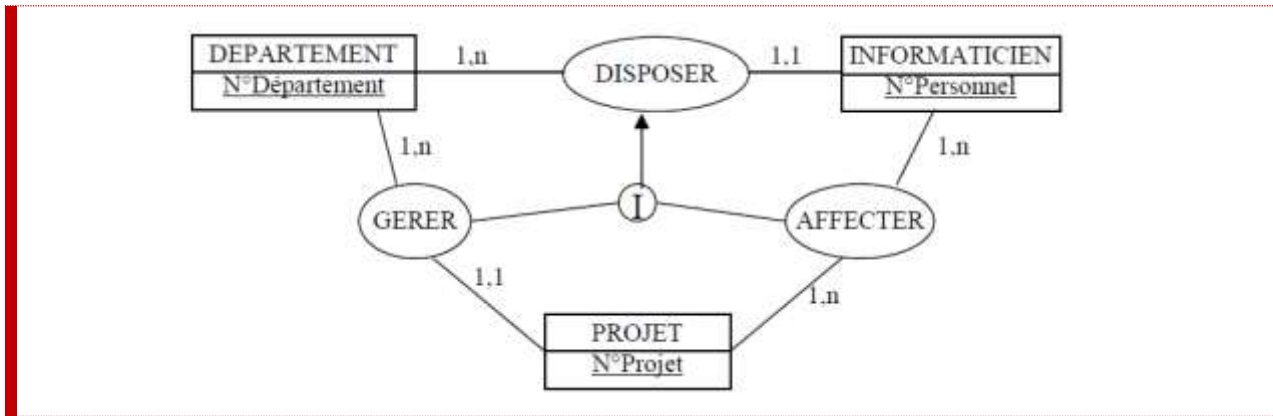 DEPARTEMENT
N°Département
1,n
DISPOSER
1,1
INFORMATICIEN
N°Personnel
1,n
1,n
GERER
I
AFFECTER
1,1
1,n
PROJET
N°Projet